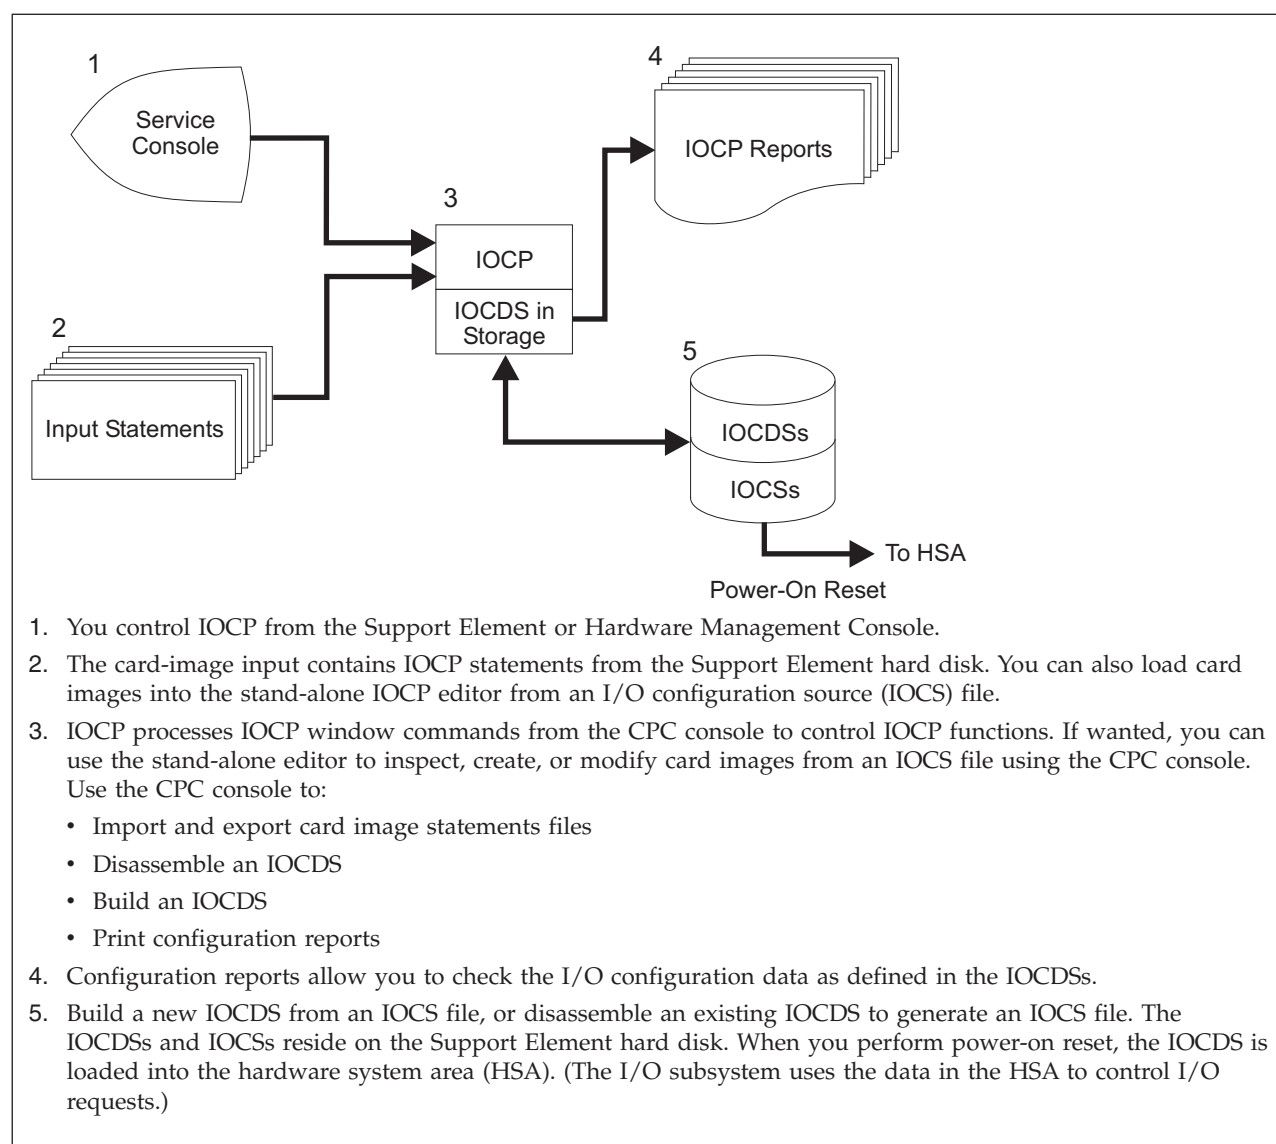 1
Service
Console
4
IOCP Reports
3
IOCP
IOCDS in
Storage
2
Input Statements
5
IOCDSs
IOCSs
To HSA
Power-On Reset
1. You control IOCP from the Support Element or Hardware Management Console.
2. The card-image input contains IOCP statements from the Support Element hard disk. You can also load card
images into the stand-alone IOCP editor from an I/O configuration source (IOCS) file.
3. IOCP processes IOCP window commands from the CPC console to control IOCP functions. If wanted, you can
use the stand-alone editor to inspect, create, or modify card images from an IOCS file using the CPC console.
Use the CPC console to:
• Import and export card image statements files
• Disassemble an IOCDS
• Build an IOCDS
• Print configuration reports
4. Configuration reports allow you to check the I/O configuration data as defined in the IOCDSs.
5. Build a new IOCDS from an IOCS file, or disassemble an existing IOCDS to generate an IOCS file. The
IOCDSs and IOCSs reside on the Support Element hard disk. When you perform power-on reset, the IOCDS is
loaded into the hardware system area (HSA). (The I/O subsystem uses the data in the HSA to control I/O
requests.)